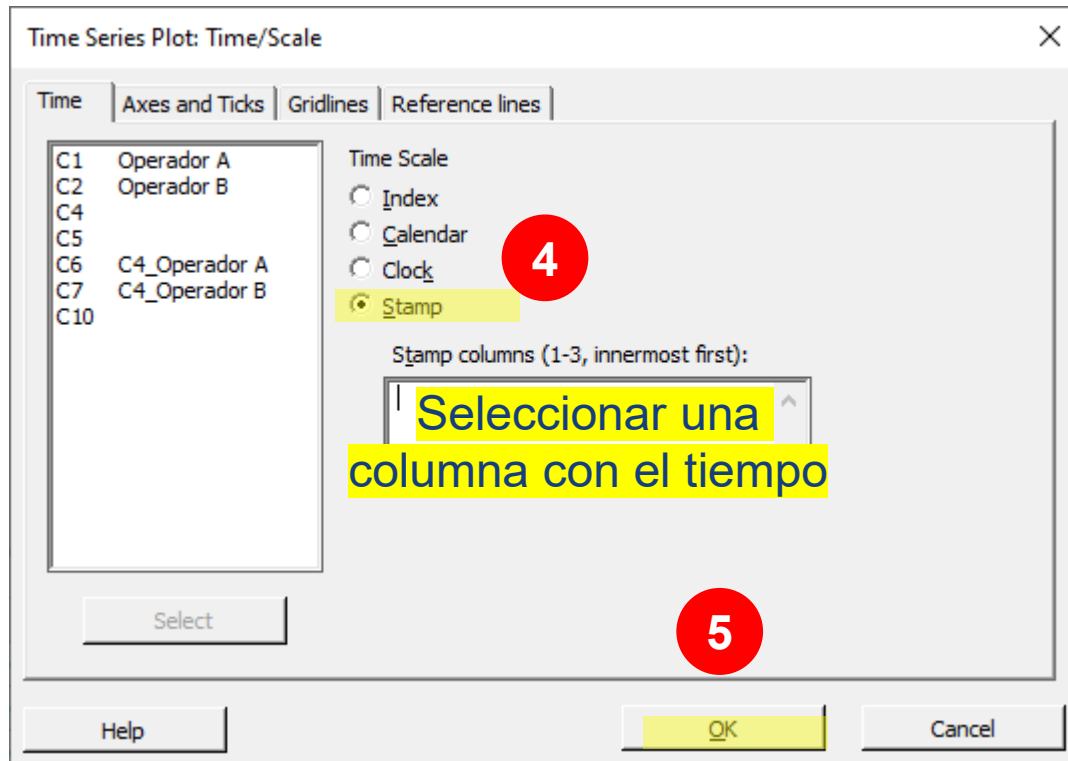 Time Series Plot: Time/Scale
Time Axes and Ticks Gridlines Reference lines
C1 Operador A
C2 Operador B
C4
C5
C6 C4_Operador A
C7 C4_Operador B
C10
Select
Time Scale
Index
Calendar
Clock
4
Stamp
Stamp columns (1-3, innermost first):
Seleccionar una
columna con el tiempo
5
Help OK Cancel